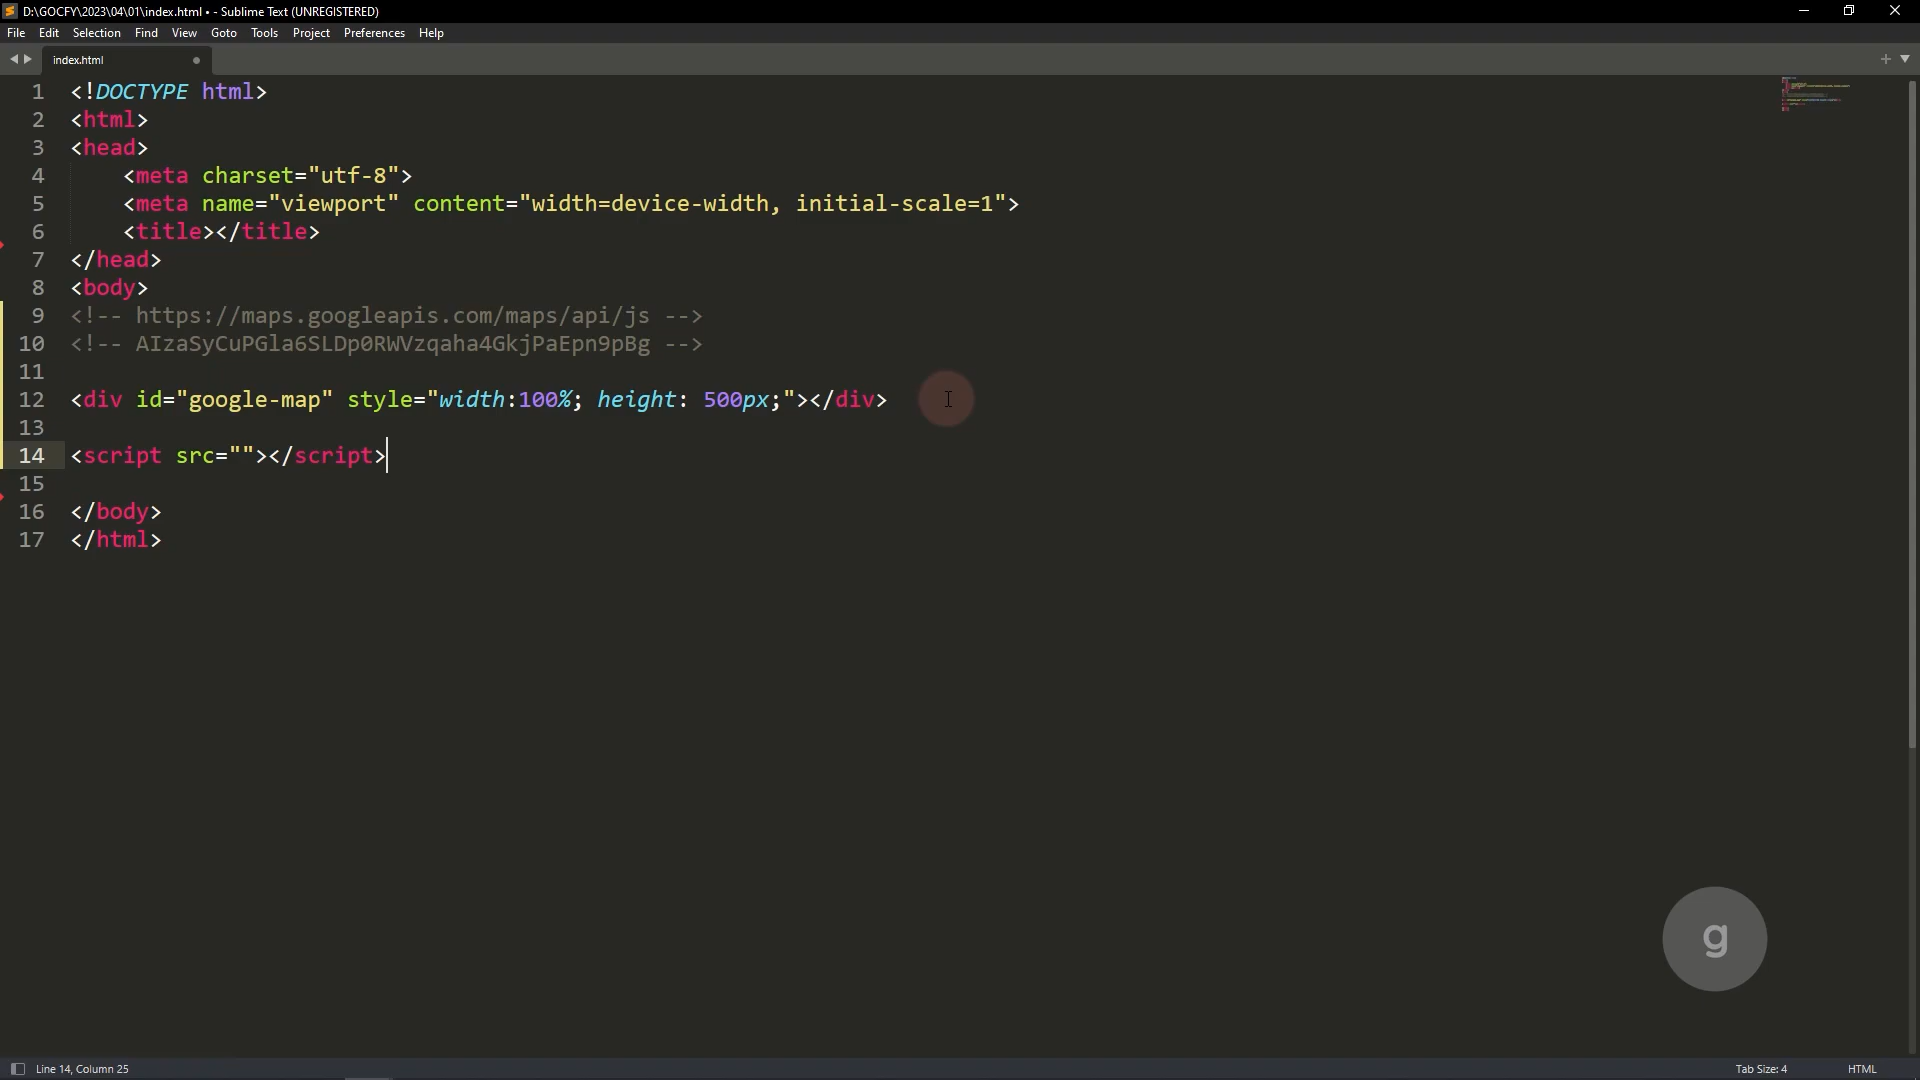 D:\GOCFY\2023\04\01\index.html • - Sublime Text (UNREGISTERED)
File Edit Selection Find View Goto Tools Project Preferences Help
index.html
1 <!DOCTYPE html>
2 <html>
3 <head>
4 <meta charset="utf-8">
5 <meta name="viewport" content="width=device-width, initial-scale=1">
6 <title></title>
7 </head>
8 <body>
9 <!-- https://maps.googleapis.com/maps/api/js -->
10 <!-- AIzaSyCuPGla6SLDp0RWVzqaha4GkjPaEpn9pBg -->
11
12 <div id="google-map" style="width:100%; height: 500px;"></div>
13
14 <script src=""></script>
15
16 </body>
17 </html>
g
Line 14, Column 25 Tab Size: 4 HTML